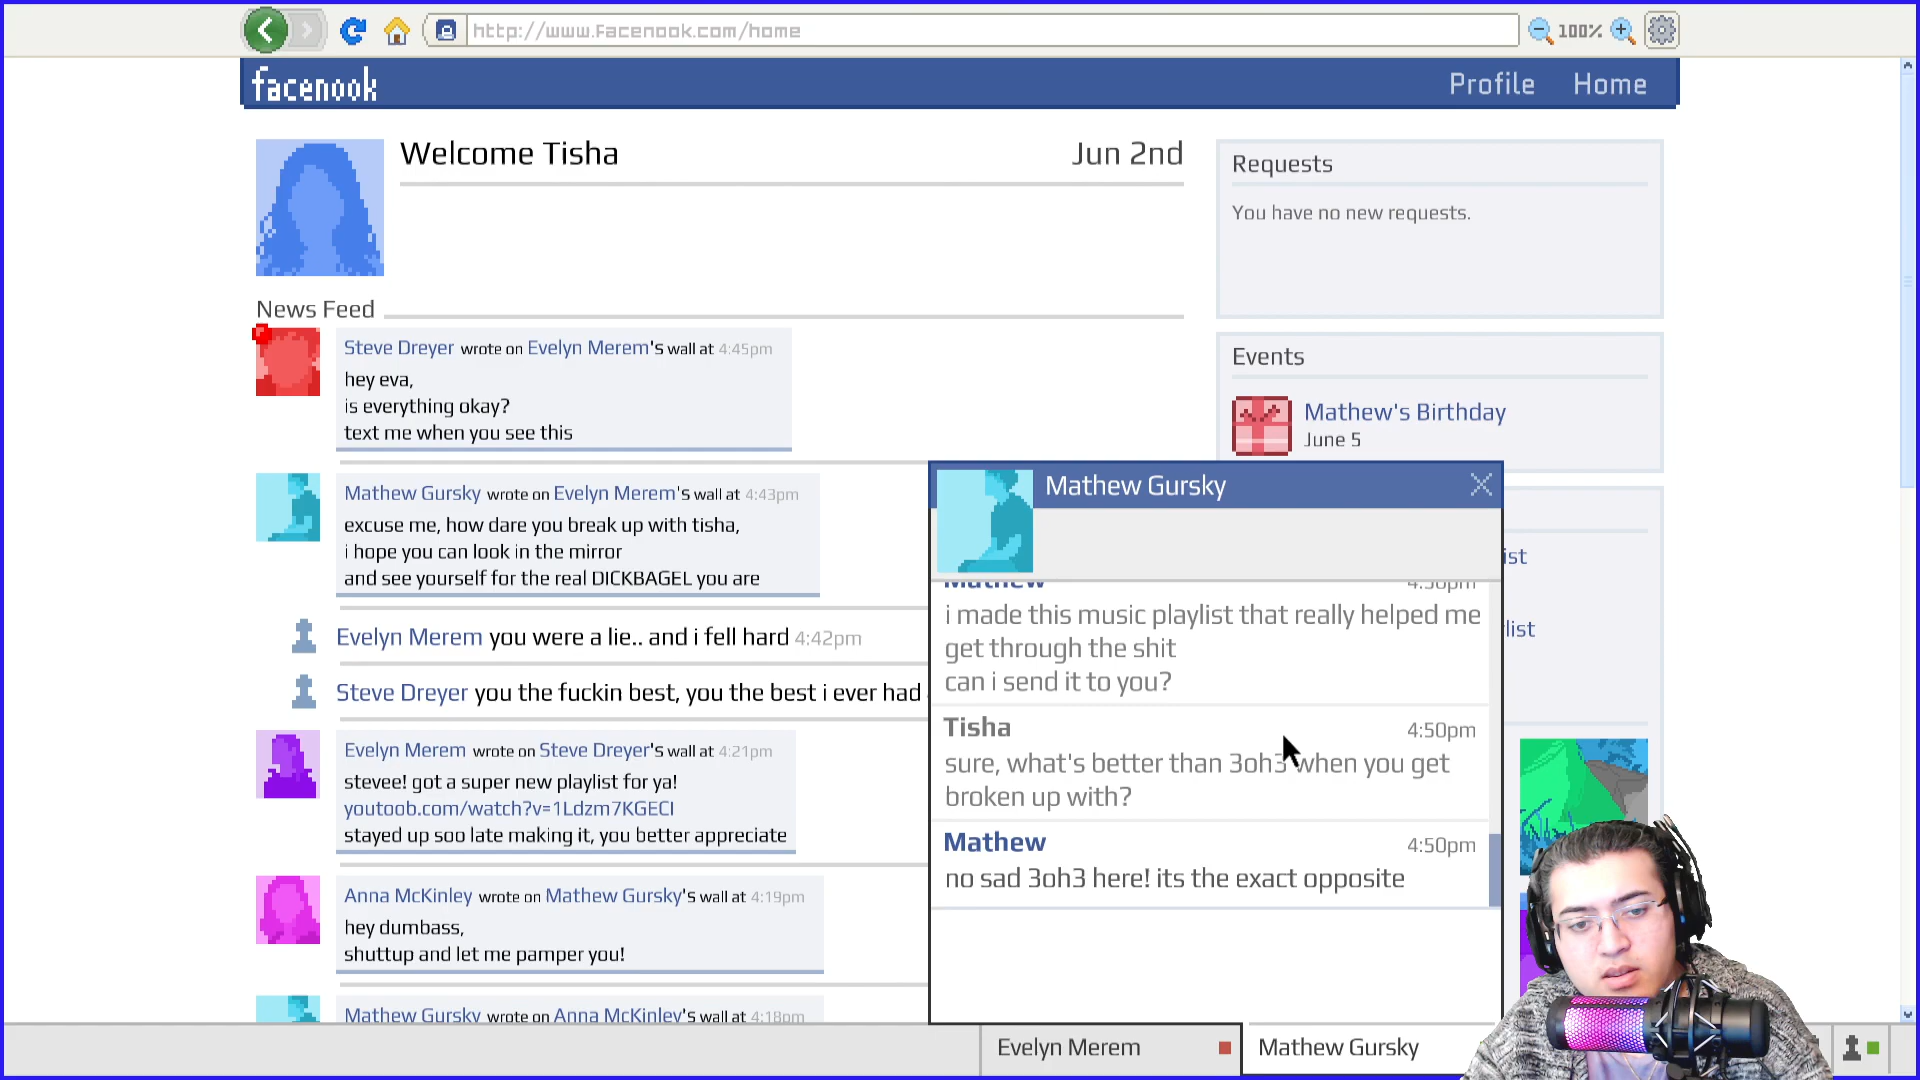 http://www.facenook.com/home
100%
facenook
Profile
Home
Welcome Tisha
Jun 2nd
Requests
You have no new requests.
News Feed
Steve Dreyer wrote on Evelyn Merem's wall at 4:45pm
hey eva,
is everything okay?
text me when you see this
Events
Mathew's Birthday
June 5
Mathew Gursky wrote on Evelyn Merem's wall at 4:43pm
excuse me, how dare you break up with tisha,
i hope you can look in the mirror
and see yourself for the real DICKBAGEL you are
Evelyn Merem you were a lie.. and i fell hard 4:42pm
Steve Dreyer you the fuckin best, you the best i ever had
Evelyn Merem wrote on Steve Dreyer's wall at 4:21pm
stevee! got a super new playlist for ya!
youtoob.com/watch?v=1Ldzm7KGECI
stayed up soo late making it, you better appreciate
Anna McKinley wrote on Mathew Gursky's wall at 4:19pm
hey dumbass,
shuttup and let me pamper you!
Mathew Gursky wrote on Anna McKinley's wall at 4:18pm
Mathew Gursky
Mathew
i made this music playlist that really helped me
get through the shit
can i send it to you?
Tisha 4:50pm
sure, what's better than 3oh3 when you get
broken up with?
Mathew 4:50pm
no sad 3oh3 here! its the exact opposite
Evelyn Merem
Mathew Gursky